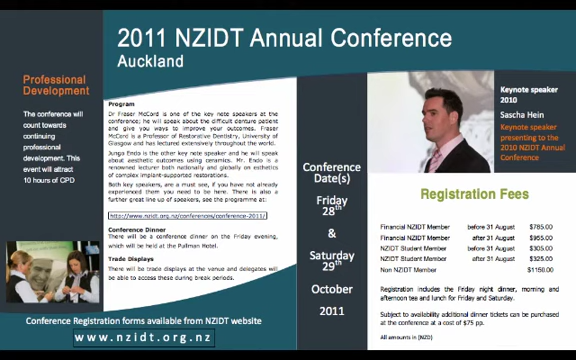 2011 NZIDT Annual Conference
Auckland
Professional
Development
The conference will
count towards
continuing
professional
development. This
event will attract
10 hours of CPD
Program
Dr Fraser McCord is one of the key note speakers at the
conference; he will speak about the difficult denture patient
and give you ways to improve your outcomes. Fraser
McCord is a Professor of Restorative Dentistry, University of
Glasgow and has lectured extensively throughout the world.
Jungo Endo is the other key note speaker and he will speak
about aesthetic outcomes using ceramics. Mr. Endo is a
renowned lecturer both nationally and globally on esthetics
of complex implant-supported restorations.
Both key speakers, are a must see, if you have not already
experienced them you need to be here. There is also a
further great line up of speakers, see the programme at:
http://www.nzidt.org.nz/conferences/conference-2011/
Conference Dinner
There will be a conference dinner on the Friday evening,
which will be held at the Pullman Hotel.
Trade Displays
There will be trade displays at the venue and delegates will
be able to access these during break periods.
Conference
Date(s)
Friday
28th
&
Saturday
29th
October
2011
Keynote speaker
2010
Sascha Hein
Keynote speaker
presenting to the
2010 NZIDT Annual
Conference
Registration Fees
Financial NZIDT Member before 31 August $785.00
Financial NZIDT Member after 31 August $955.00
NZIDT Student Member before 31 August $305.00
NZIDT Student Member after 31 August $325.00
Non NZIDT Member $1150.00
Registration includes the Friday night dinner, morning and
afternoon tea and lunch for Friday and Saturday.
Subject to availability additional dinner tickets can be purchased
at the conference at a cost of $75 pp.
All amounts in (NZD)
Conference Registration forms available from NZIDT website
www.nzidt.org.nz